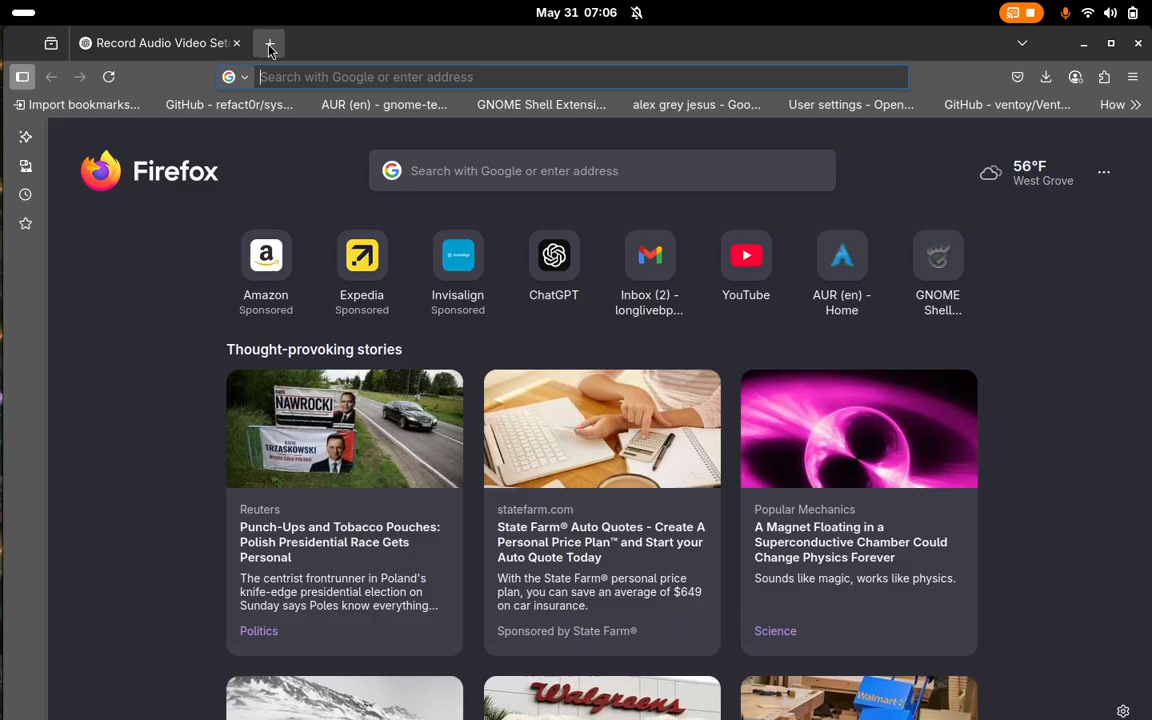 May 31 07:06
Record Audio Video Set
Search with Google or enter address
Import bookmarks...
GitHub - refact0r/sys...
AUR (en) - gnome-te...
GNOME Shell Extensi...
alex grey jesus - Goo...
User settings - Open...
GitHub - ventoy/Vent...
How
Firefox
Search with Google or enter address
56°F
West Grove
Amazon
Sponsored
Expedia
Sponsored
Invisalign
Sponsored
ChatGPT
Inbox (2) -
longlivebp...
YouTube
AUR (en) -
Home
GNOME
Shell...
Thought-provoking stories
NAWROCKI
TRZASKOWSKI
Reuters
Punch-Ups and Tobacco Pouches:
Polish Presidential Race Gets
Personal
The centrist frontrunner in Poland's
knife-edge presidential election on
Sunday says Poles know everything...
Politics
statefarm.com
State Farm® Auto Quotes - Create A
Personal Price Plan™ and Start your
Auto Quote Today
With the State Farm® personal price
plan, you can save an average of $649
on car insurance.
Sponsored by State Farm®
Popular Mechanics
A Magnet Floating in a
Superconductive Chamber Could
Change Physics Forever
Sounds like magic, works like physics.
Science
Walgreens
Walmart